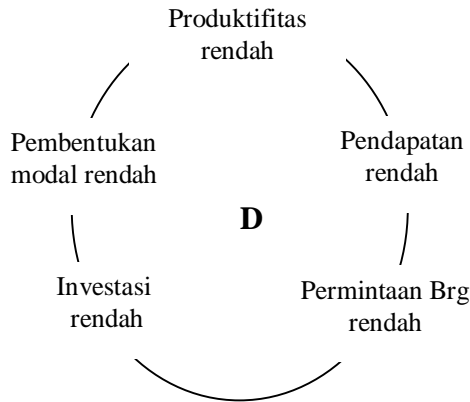 Produktifitas
rendah
Pembentukan
modal rendah
Pendapatan
rendah
D
Investasi
rendah
Permintaan Brg
rendah